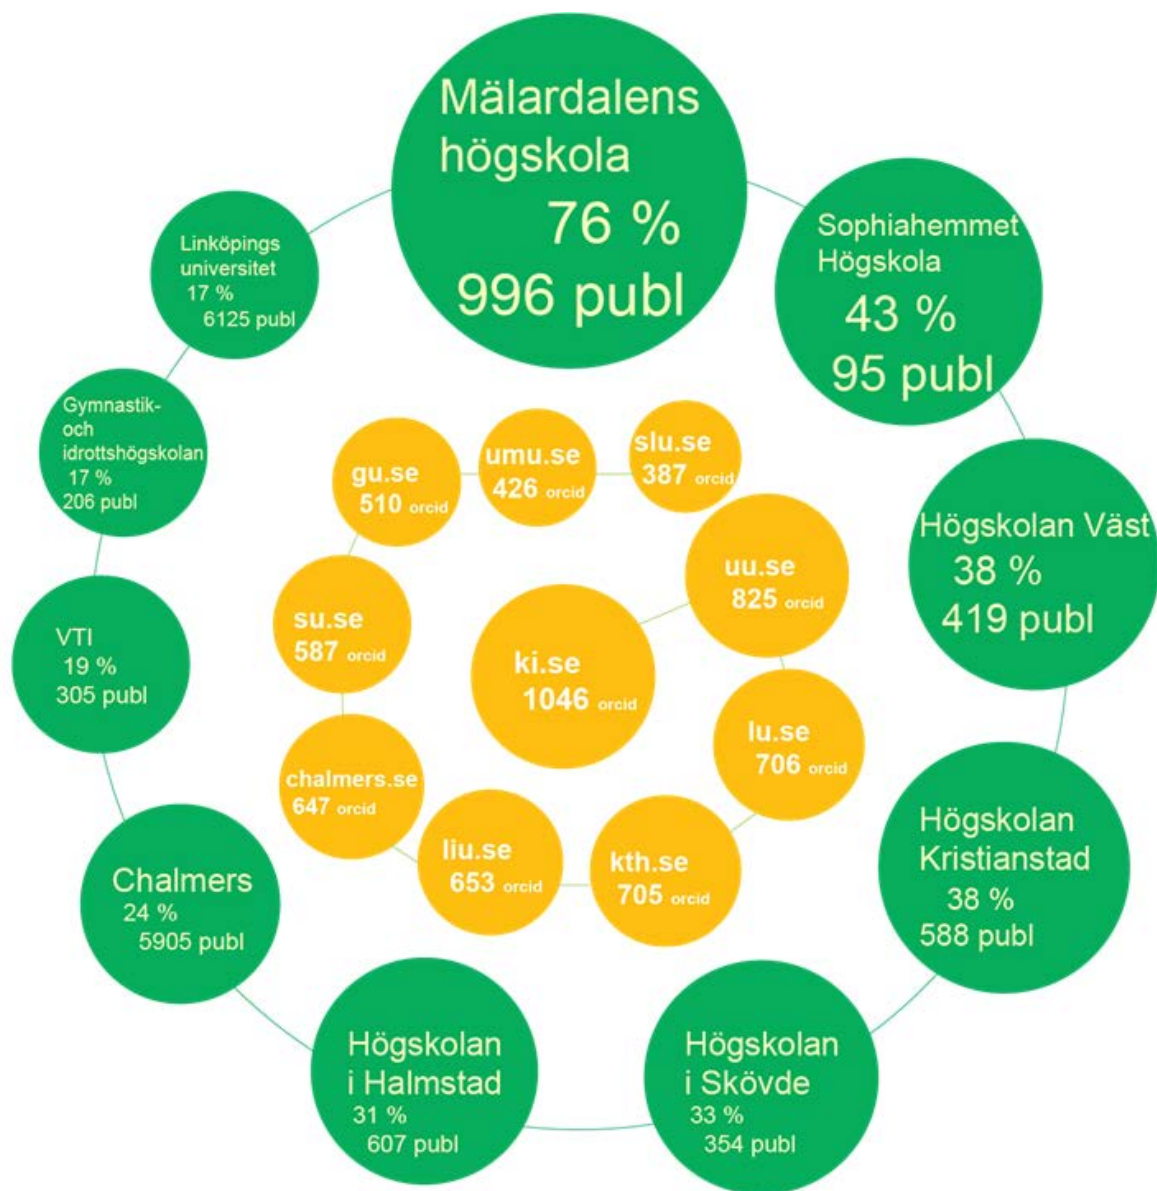 Mälardalens
högskola
76 %
996 publ
Sophiahemmet
Högskola
43 %
95 publ
Högskolan Väst
38 %
419 publ
Högskolan
Kristianstad
38 %
588 publ
Högskolan
i Skövde
33 %
354 publ
Högskolan
i Halmstad
31 %
607 publ
Chalmers
24 %
5905 publ
VTI
19 %
305 publ
Gymnastik-
och
idrottshögskolan
17 %
206 publ
Linköpings
universitet
17 %
6125 publ
ki.se
1046 orcid
uu.se
825 orcid
lu.se
706 orcid
kth.se
705 orcid
liu.se
653 orcid
chalmers.se
647 orcid
su.se
587 orcid
gu.se
510 orcid
umu.se
426 orcid
slu.se
387 orcid